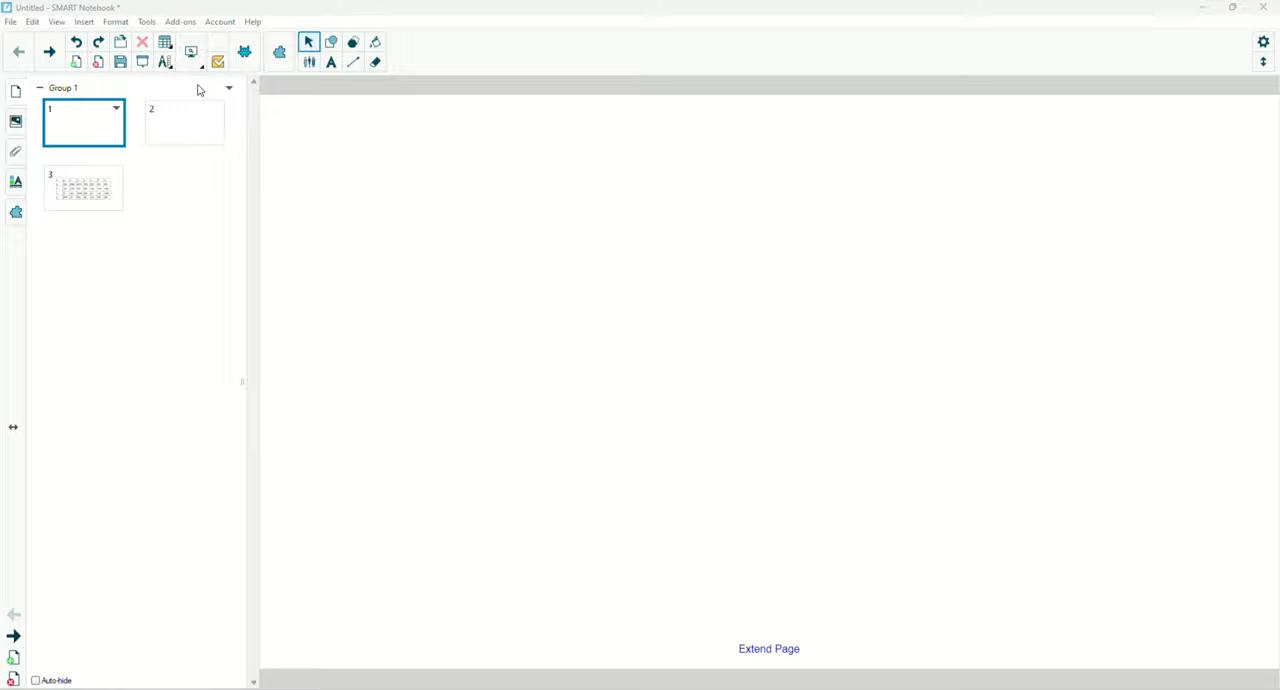 Untitled - SMART Notebook *
File Edit View Insert Format Tools Add-ons Account Help
Group 1
1
2
3
Extend Page
Auto-hide